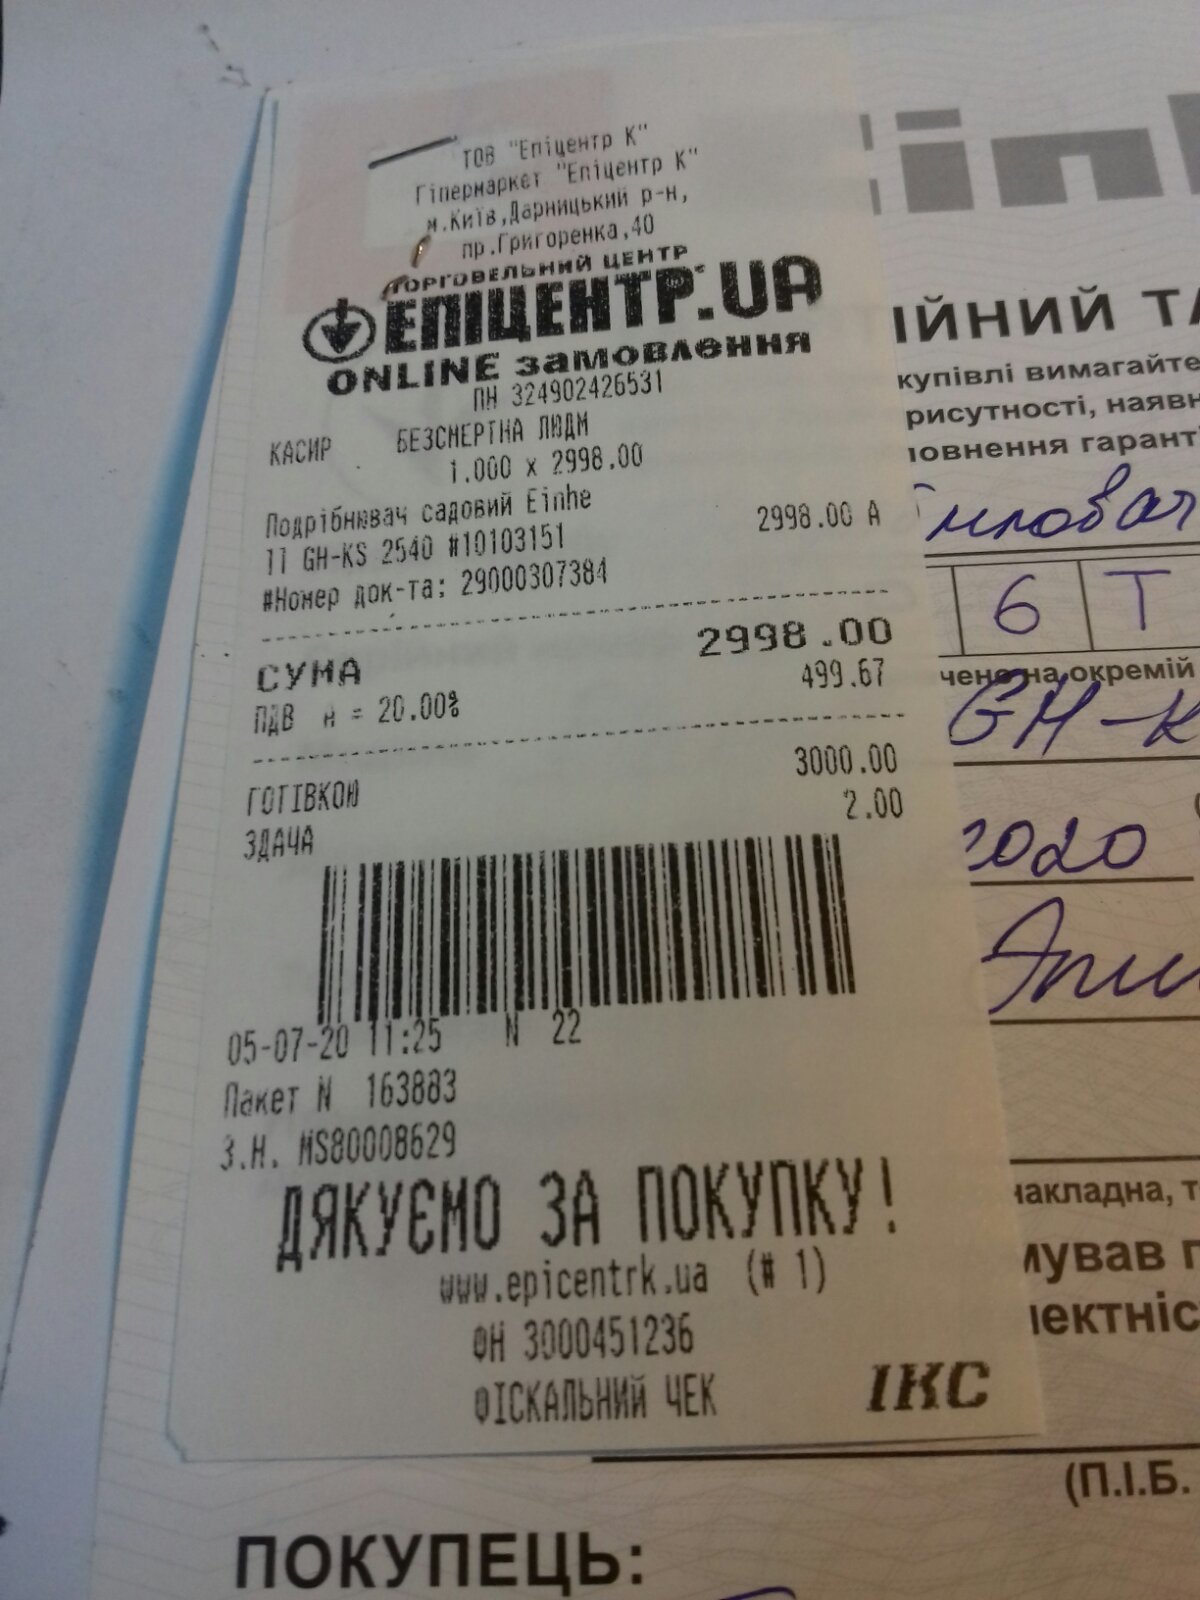 ТОВ "Епіцентр К"
Гіпермаркет "Епіцентр К"
м.Київ,Дарницький р-н,
пр.Григоренка,40
ТОРГОВЕЛЬНИЙ ЦЕНТР
ЕПІЦЕНТР.UA
ONLINE замовлення
ПН 324902426531
КАСИР БЕЗСМЕРТНА ЛЮДМ
1.000 x 2998.00
Подрібнювач садовий Einhe
ll GH-KS 2540 #10103151 2998.00 А
#Номер док-та: 29000307384
СУМА 2998.00
ПДВ А = 20.00% 499.67
ГОТІВКОЮ 3000.00
ЗДАЧА 2.00
05-07-20 11:25 N 22
Пакет N 163883
З.Н. MS80008629
ДЯКУЄМО ЗА ПОКУПКУ!
www.epicentrk.ua (# 1)
ФН 3000451236
ФІСКАЛЬНИЙ ЧЕК ІКС
ІЙНИЙ ТА
купівлі вимагайте
рисутності, наявн
овнення гаранті
6 Т
чено на окремій
GH-K
2020
накладна, т
мував п
лектніс
(П.І.Б.
ПОКУПЕЦЬ: